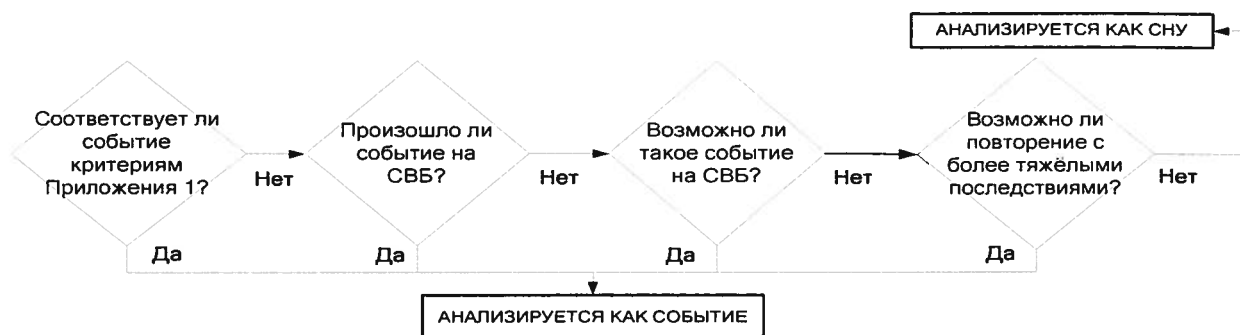 АНАЛИЗИРУЕТСЯ КАК СНУ
Соответствует ли
событие
критериям
Приложения 1?
Нет
Произошло ли
событие на
СВБ?
Нет
Возможно ли
такое событие
на СВБ?
Нет
Возможно ли
повторение с
более тяжёлыми
последствиями?
Нет
Да
Да
Да
Да
АНАЛИЗИРУЕТСЯ КАК СОБЫТИЕ